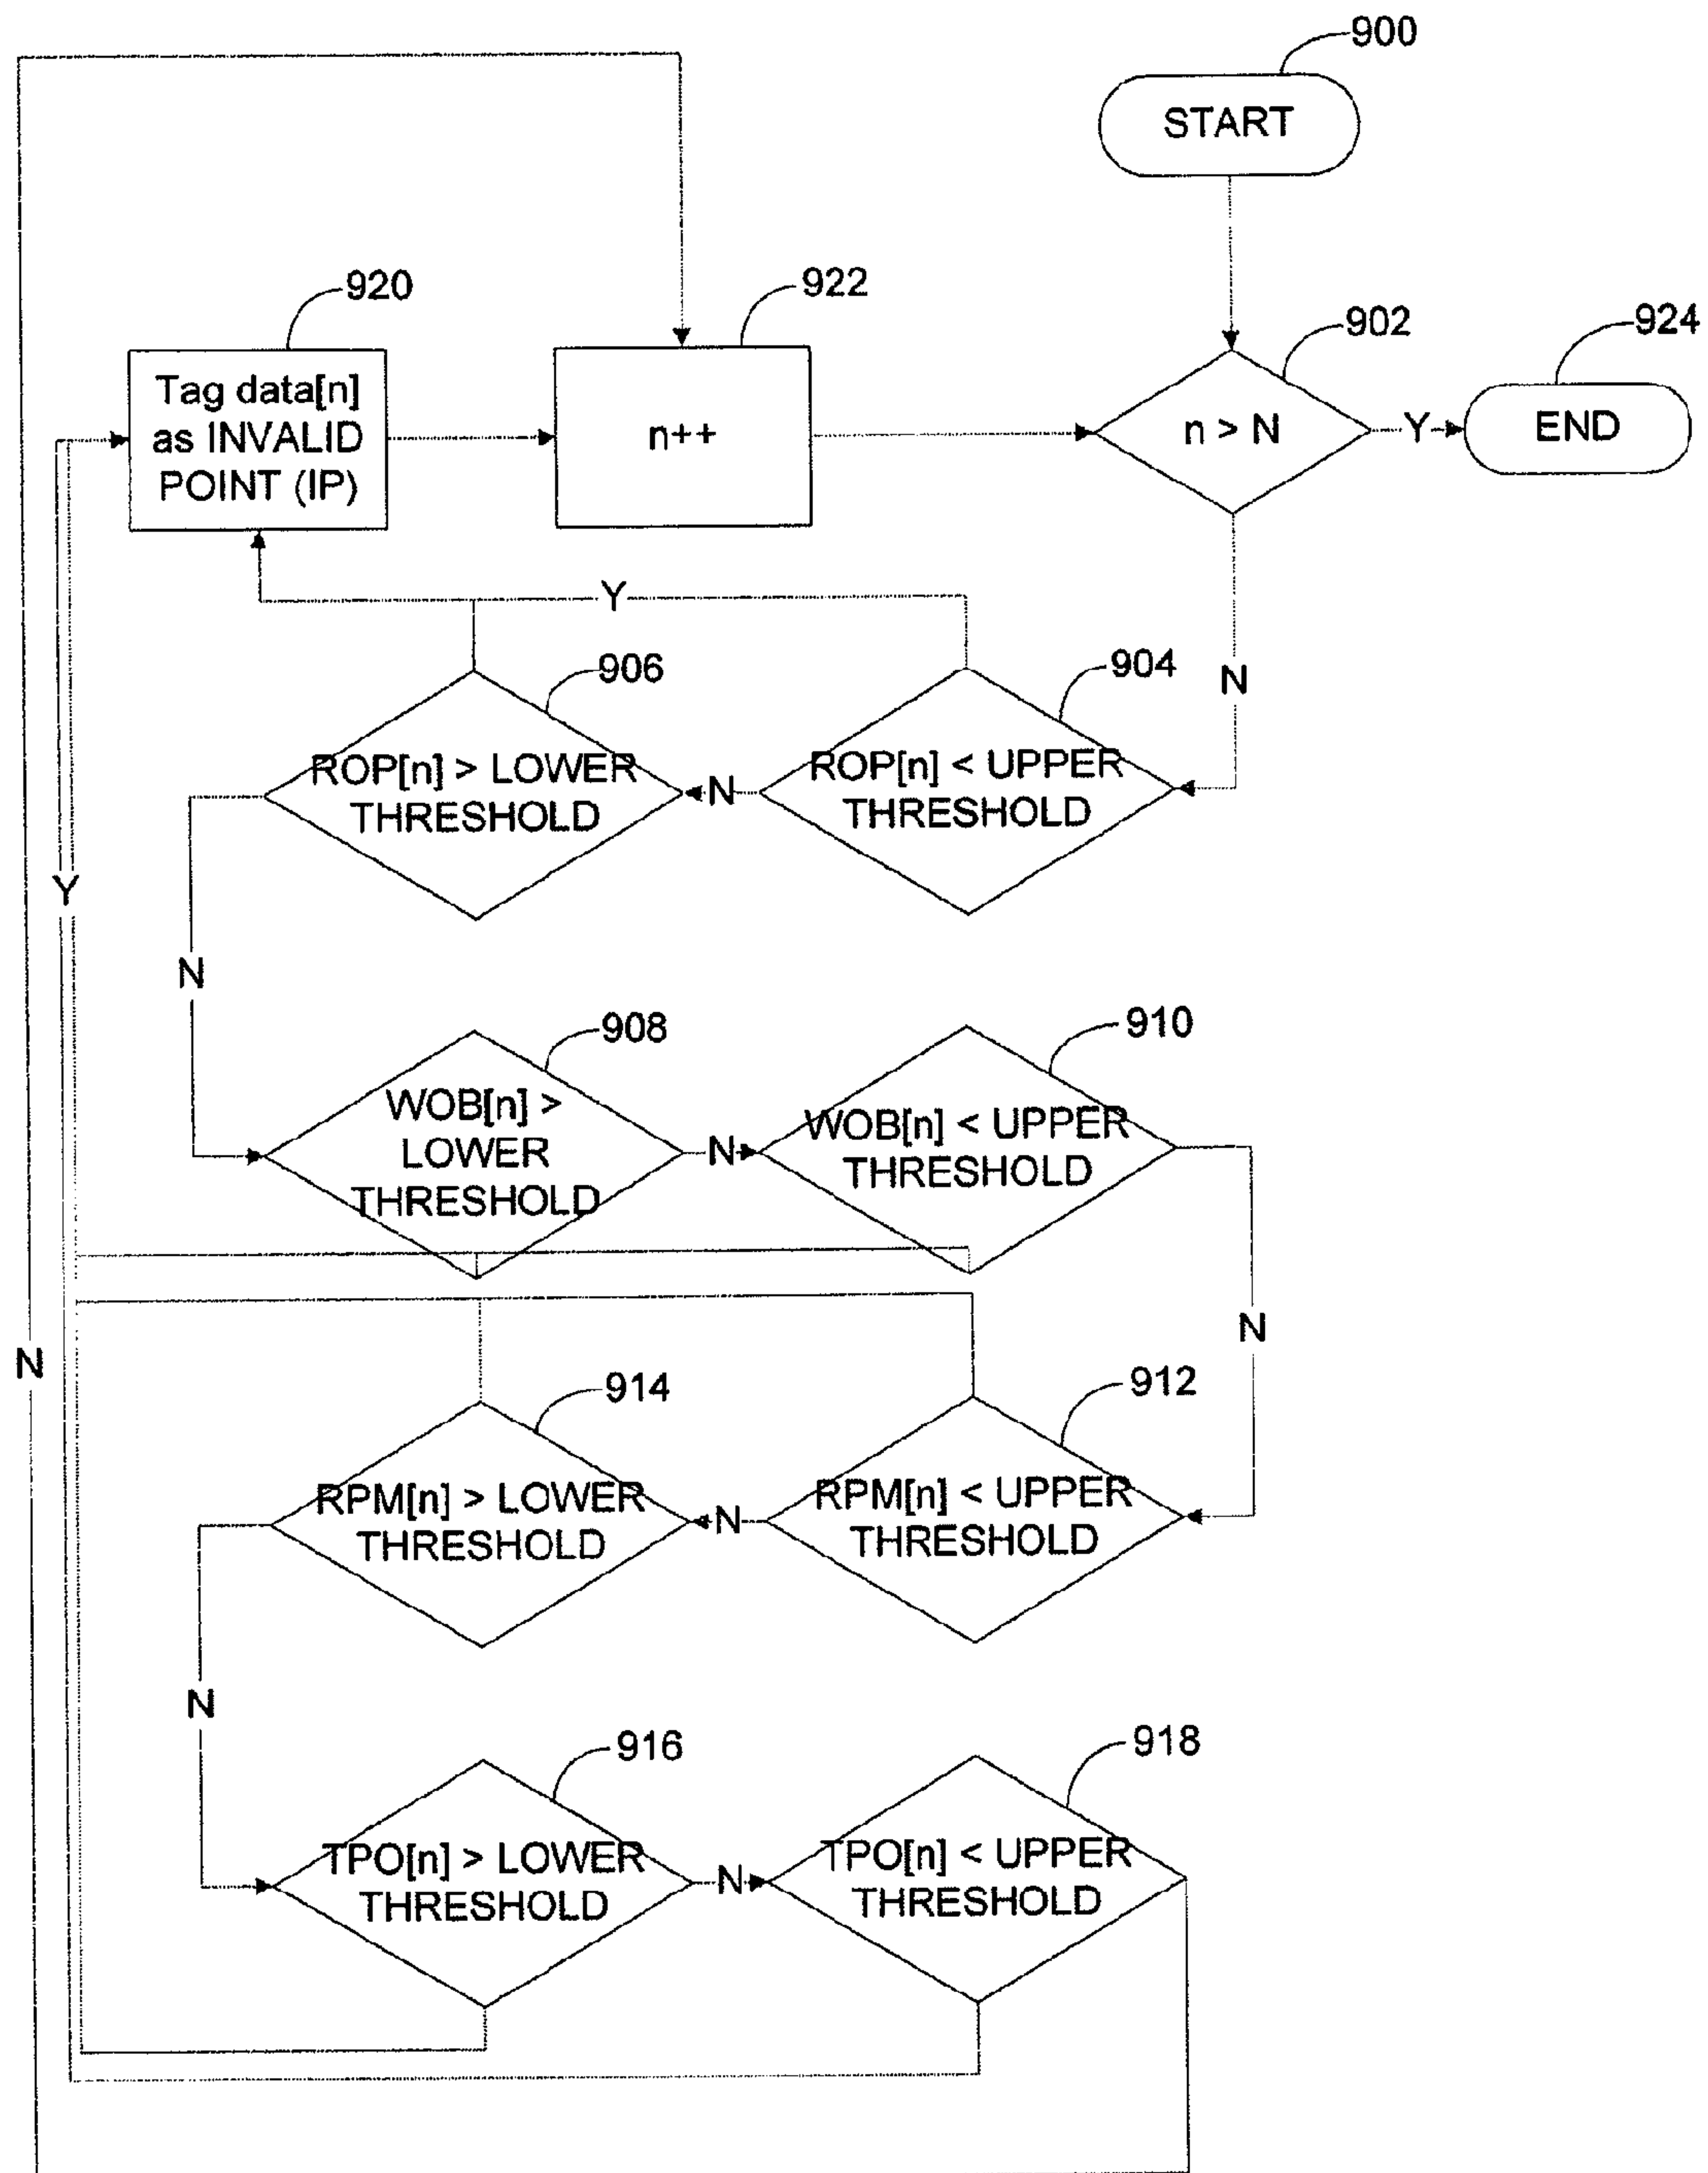 900
START
920
922
902
924
Tag data[n]
as INVALID
POINT (IP)
n++
n > N
Y
END
Y
906
904
N
ROP[n] > LOWER
THRESHOLD
N
ROP[n] < UPPER
THRESHOLD
Y
N
908
910
WOB[n] >
LOWER
THRESHOLD
N
WOB[n] < UPPER
THRESHOLD
N
N
914
912
RPM[n] > LOWER
THRESHOLD
N
RPM[n] < UPPER
THRESHOLD
N
916
918
TPO[n] > LOWER
THRESHOLD
N
TPO[n] < UPPER
THRESHOLD